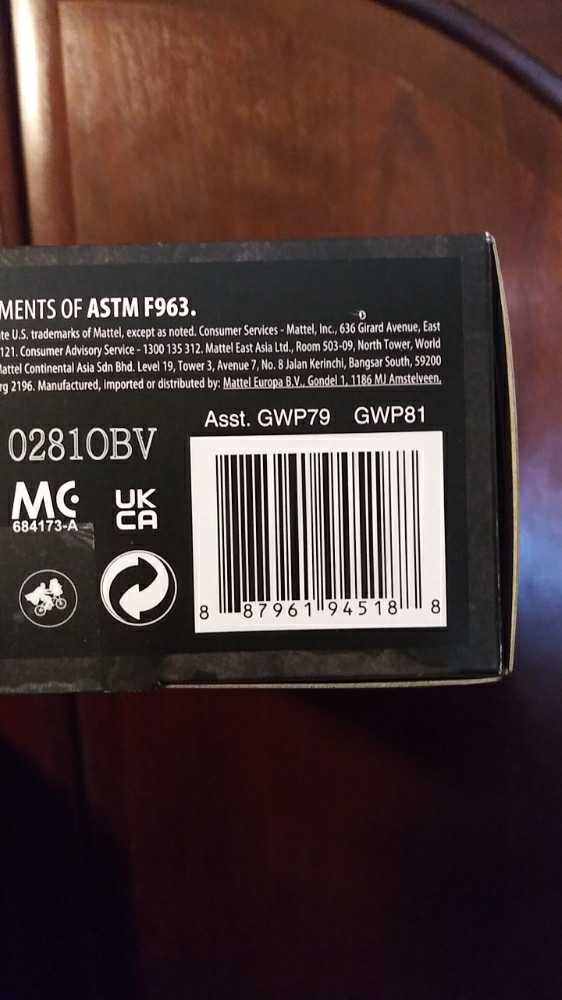 MENTS OF ASTM F963.
te U.S. trademarks of Mattel, except as noted. Consumer Services - Mattel, Inc., 636 Girard Avenue, East
121. Consumer Advisory Service - 1300 135 312. Mattel East Asia Ltd., Room 503-09, North Tower, World
attel Continental Asia Sdn Bhd. Level 19, Tower 3, Avenue 7, No. 8 Jalan Kerinchi, Bangsar South, 59200
rg 2196. Manufactured, imported or distributed by: Mattel Europa B.V., Gondel 1, 1186 MJ Amstelveen,
Asst. GWP79 GWP81
0281OBV
MC
684173-A
UK
CA
8 87961 94518 8